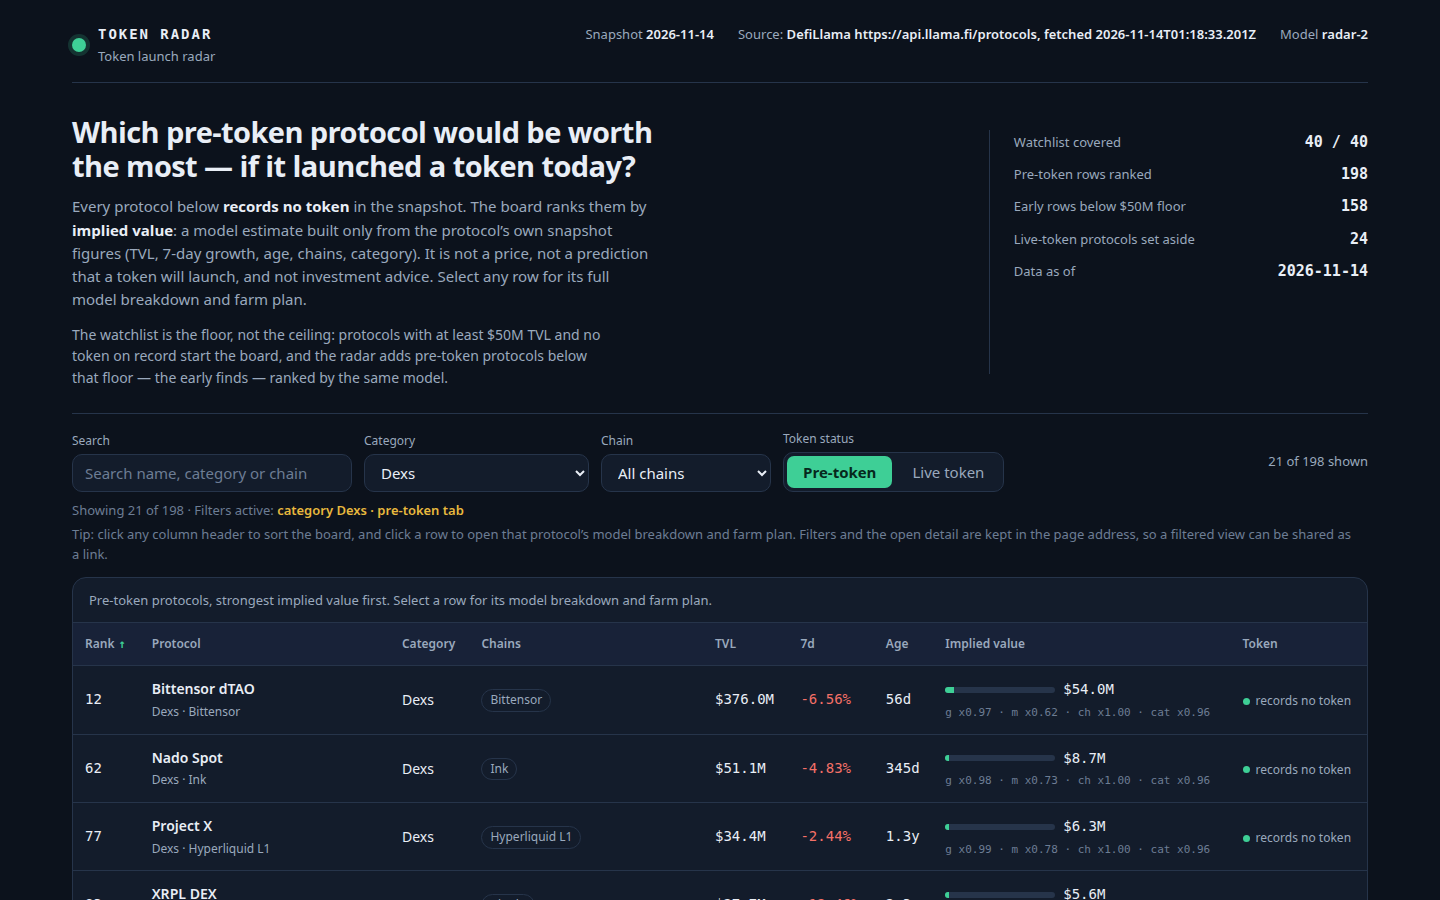 TOKEN RADAR
Token launch radar
Snapshot 2026-11-14 Source: DefiLlama https://api.llama.fi/protocols, fetched 2026-11-14T01:18:33.201Z Model radar-2
Which pre-token protocol would be worth
the most — if it launched a token today?
Every protocol below records no token in the snapshot. The board ranks them by
implied value: a model estimate built only from the protocol's own snapshot
figures (TVL, 7-day growth, age, chains, category). It is not a price, not a prediction
that a token will launch, and not investment advice. Select any row for its full
model breakdown and farm plan.
The watchlist is the floor, not the ceiling: protocols with at least $50M TVL and no
token on record start the board, and the radar adds pre-token protocols below
that floor — the early finds — ranked by the same model.
Watchlist covered 40 / 40
Pre-token rows ranked 198
Early rows below $50M floor 158
Live-token protocols set aside 24
Data as of 2026-11-14
Search Category Chain Token status
Search name, category or chain Dexs All chains Pre-token Live token 21 of 198 shown
Showing 21 of 198 · Filters active: category Dexs · pre-token tab
Tip: click any column header to sort the board, and click a row to open that protocol's model breakdown and farm plan. Filters and the open detail are kept in the page address, so a filtered view can be shared as
a link.
Pre-token protocols, strongest implied value first. Select a row for its model breakdown and farm plan.
Rank ↑ Protocol Category Chains TVL 7d Age Implied value Token
12 Bittensor dTAO Dexs Bittensor $376.0M -6.56% 56d $54.0M records no token
Dexs · Bittensor g x0.97 · m x0.62 · ch x1.00 · cat x0.96
62 Nado Spot Dexs Ink $51.1M -4.83% 345d $8.7M records no token
Dexs · Ink g x0.98 · m x0.73 · ch x1.00 · cat x0.96
77 Project X Dexs Hyperliquid L1 $34.4M -2.44% 1.3y $6.3M records no token
Dexs · Hyperliquid L1 g x0.99 · m x0.78 · ch x1.00 · cat x0.96
XRPL DEX $5.6M